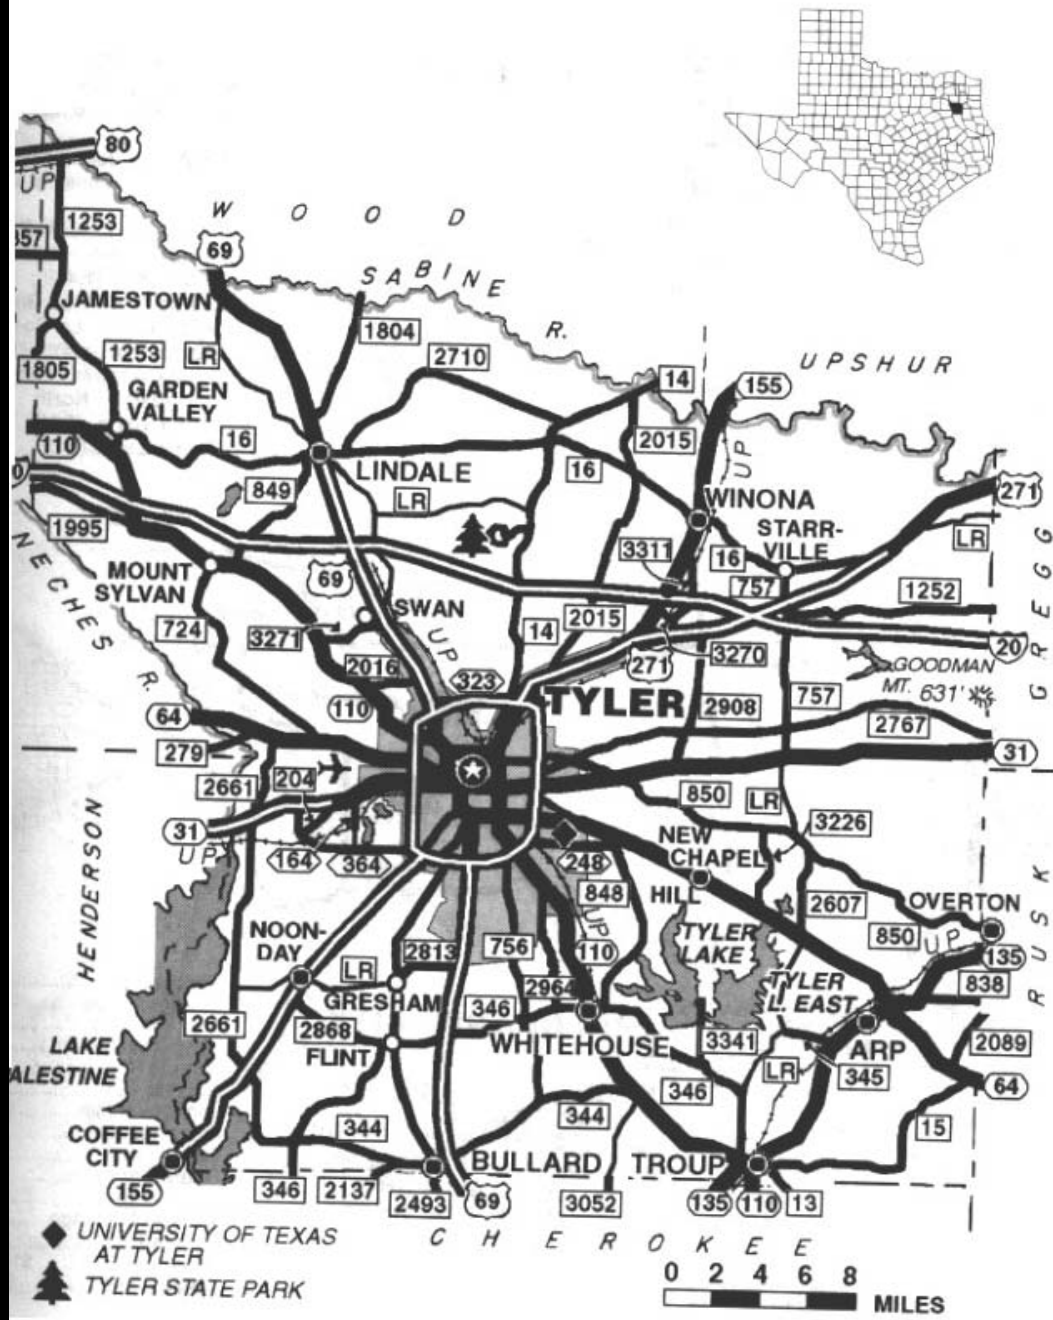 80
UP
1253
W O O D
357
69
SABINE R.
JAMESTOWN
1804
2710
UPSHUR
1253
LR
1805
14
155
GARDEN
VALLEY
110
16
2015
UP
LINDALE
16
849
LR
WINONA
271
1995
STARR-
VILLE
LR
GREGG
NECHES R.
3311
16
MOUNT
SYLVAN
69
757
SWAN
1252
724
3271
UP
14
2015
3270
20
2016
271
GOODMAN
MT. 631'
323
TYLER
2908
757
2767
64
110
279
31
2661
204
850
LR
HENDERSON
31
NEW
CHAPEL
HILL
3226
UP
164
364
248
848
2607
OVERTON
RUSK
NOON-
DAY
2813
756
UP
110
TYLER
LAKE
850
UP
135
LR
GRESHAM
2964
TYLER
L. EAST
838
346
2661
2868
FLINT
WHITEHOUSE
3341
ARP
2089
LAKE
ALESTINE
LR
345
64
346
COFFEE
CITY
344
344
15
BULLARD
TROUP
155
346
2137
2493
69
3052
135
110
13
CHEROKEE
UNIVERSITY OF TEXAS
AT TYLER
TYLER STATE PARK
0 2 4 6 8
MILES